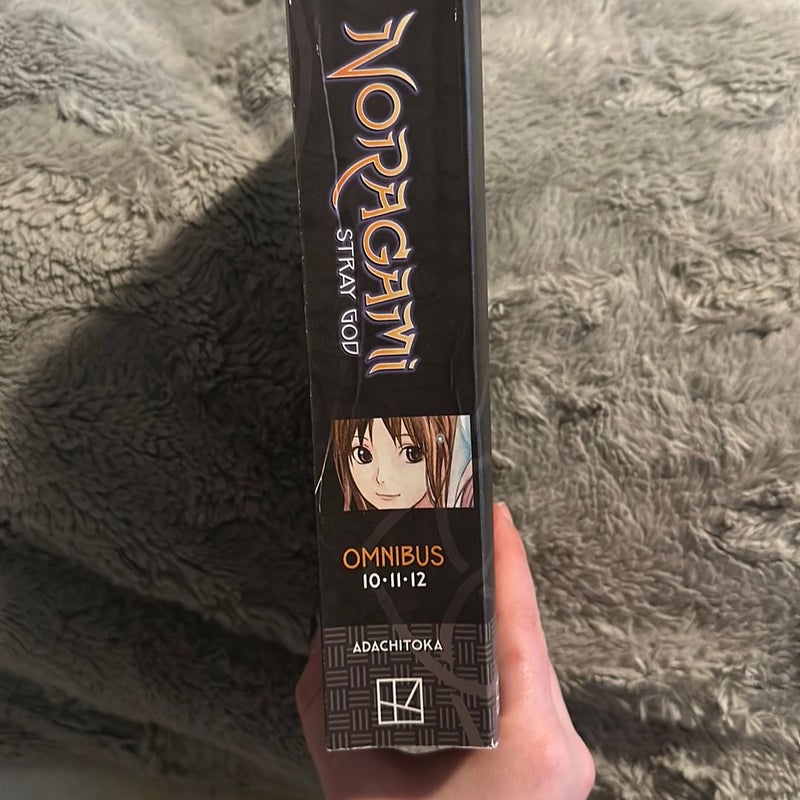 NORAGAMI
STRAY GOD
OMNIBUS
10•11•12
ADACHITOKA